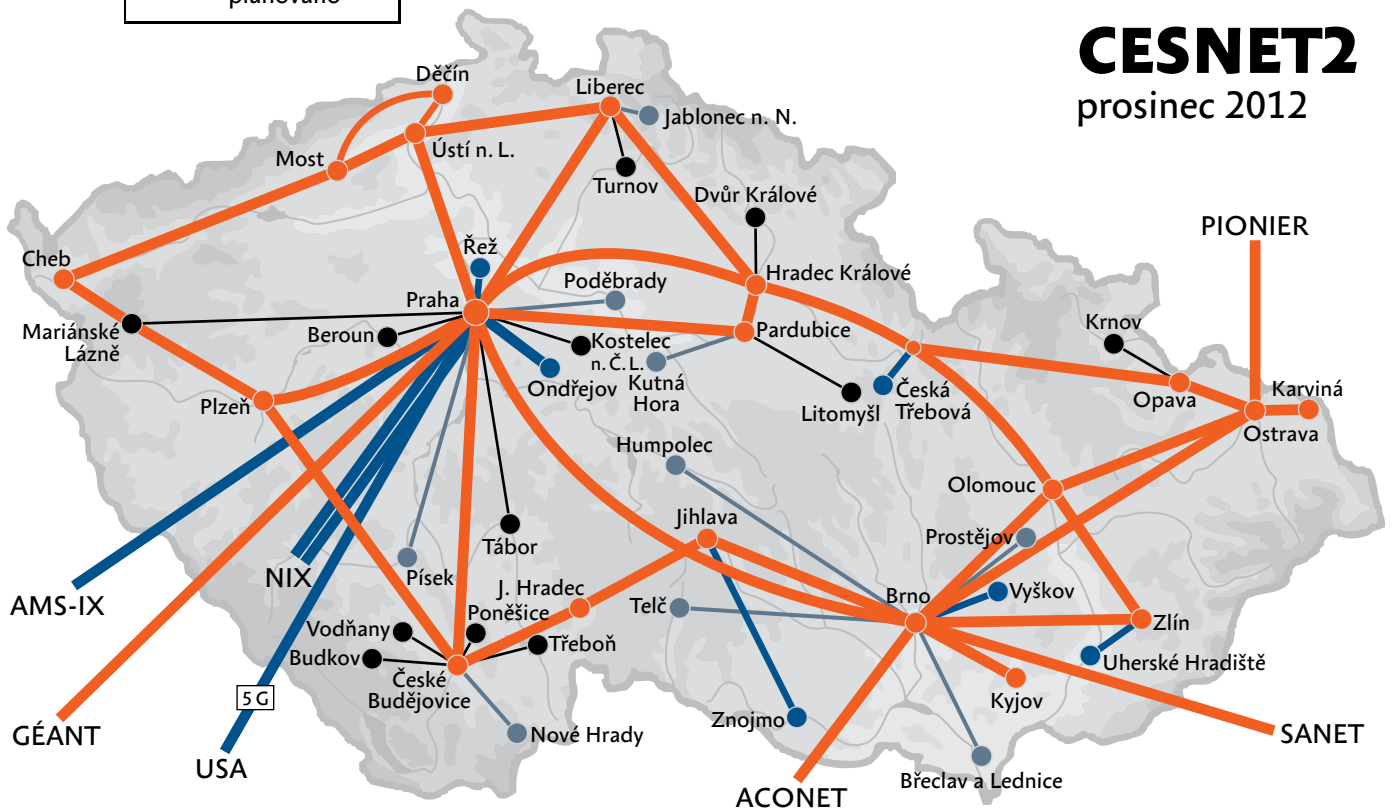 plánováno
CESNET2
prosinec 2012
Děčín
Liberec
Jablonec n. N.
Ústí n. L.
Most
Turnov
Dvůr Králové
PIONIER
Řež
Cheb
Hradec Králové
Poděbrady
Praha
Mariánské
Lázně
Beroun
Kostelec
n. Č. L.
Pardubice
Krnov
Ondřejov
Kutná
Hora
Litomyšl
Česká
Třebová
Opava
Karviná
Plzeň
Ostrava
Humpolec
Olomouc
Jihlava
Prostějov
Tábor
NIX
Písek
AMS-IX
J. Hradec
Poněšice
Telč
Brno
Vyškov
Zlín
Vodňany
Budkov
Třeboň
České
Budějovice
Uherské Hradiště
5 G
Kyjov
GÉANT
Nové Hrady
Znojmo
SANET
USA
Břeclav a Lednice
ACONET